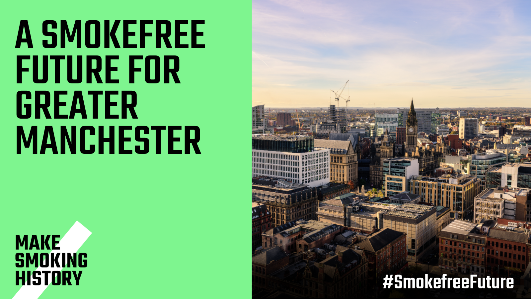 A SMOKEFREE
FUTURE FOR
GREATER
MANCHESTER
MAKE
SMOKING
HISTORY
#SmokefreeFuture